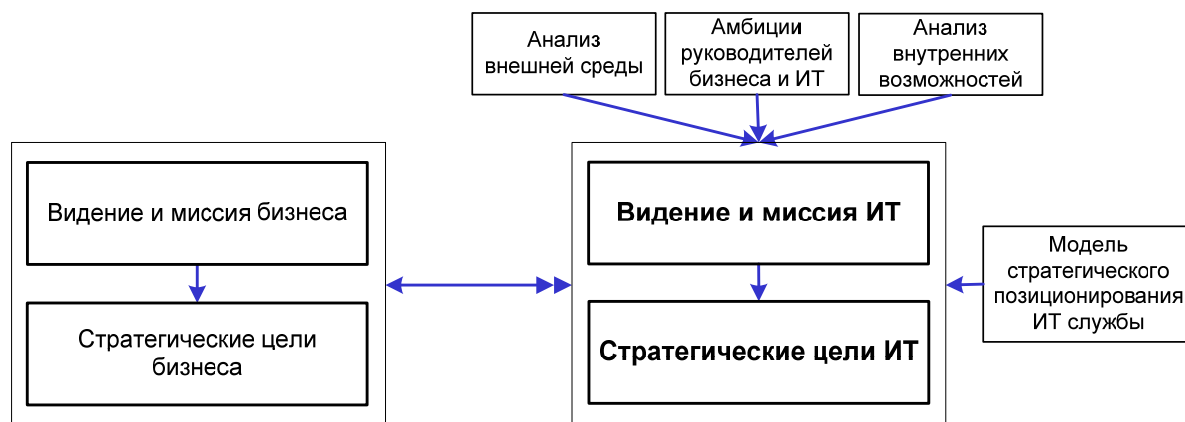 Анализ
внешней среды
Амбиции
руководителей
бизнеса и ИТ
Анализ
внутренних
возможностей
Видение и миссия бизнеса
Стратегические цели
бизнеса
Видение и миссия ИТ
Стратегические цели ИТ
Модель
стратегического
позиционирования
ИТ службы